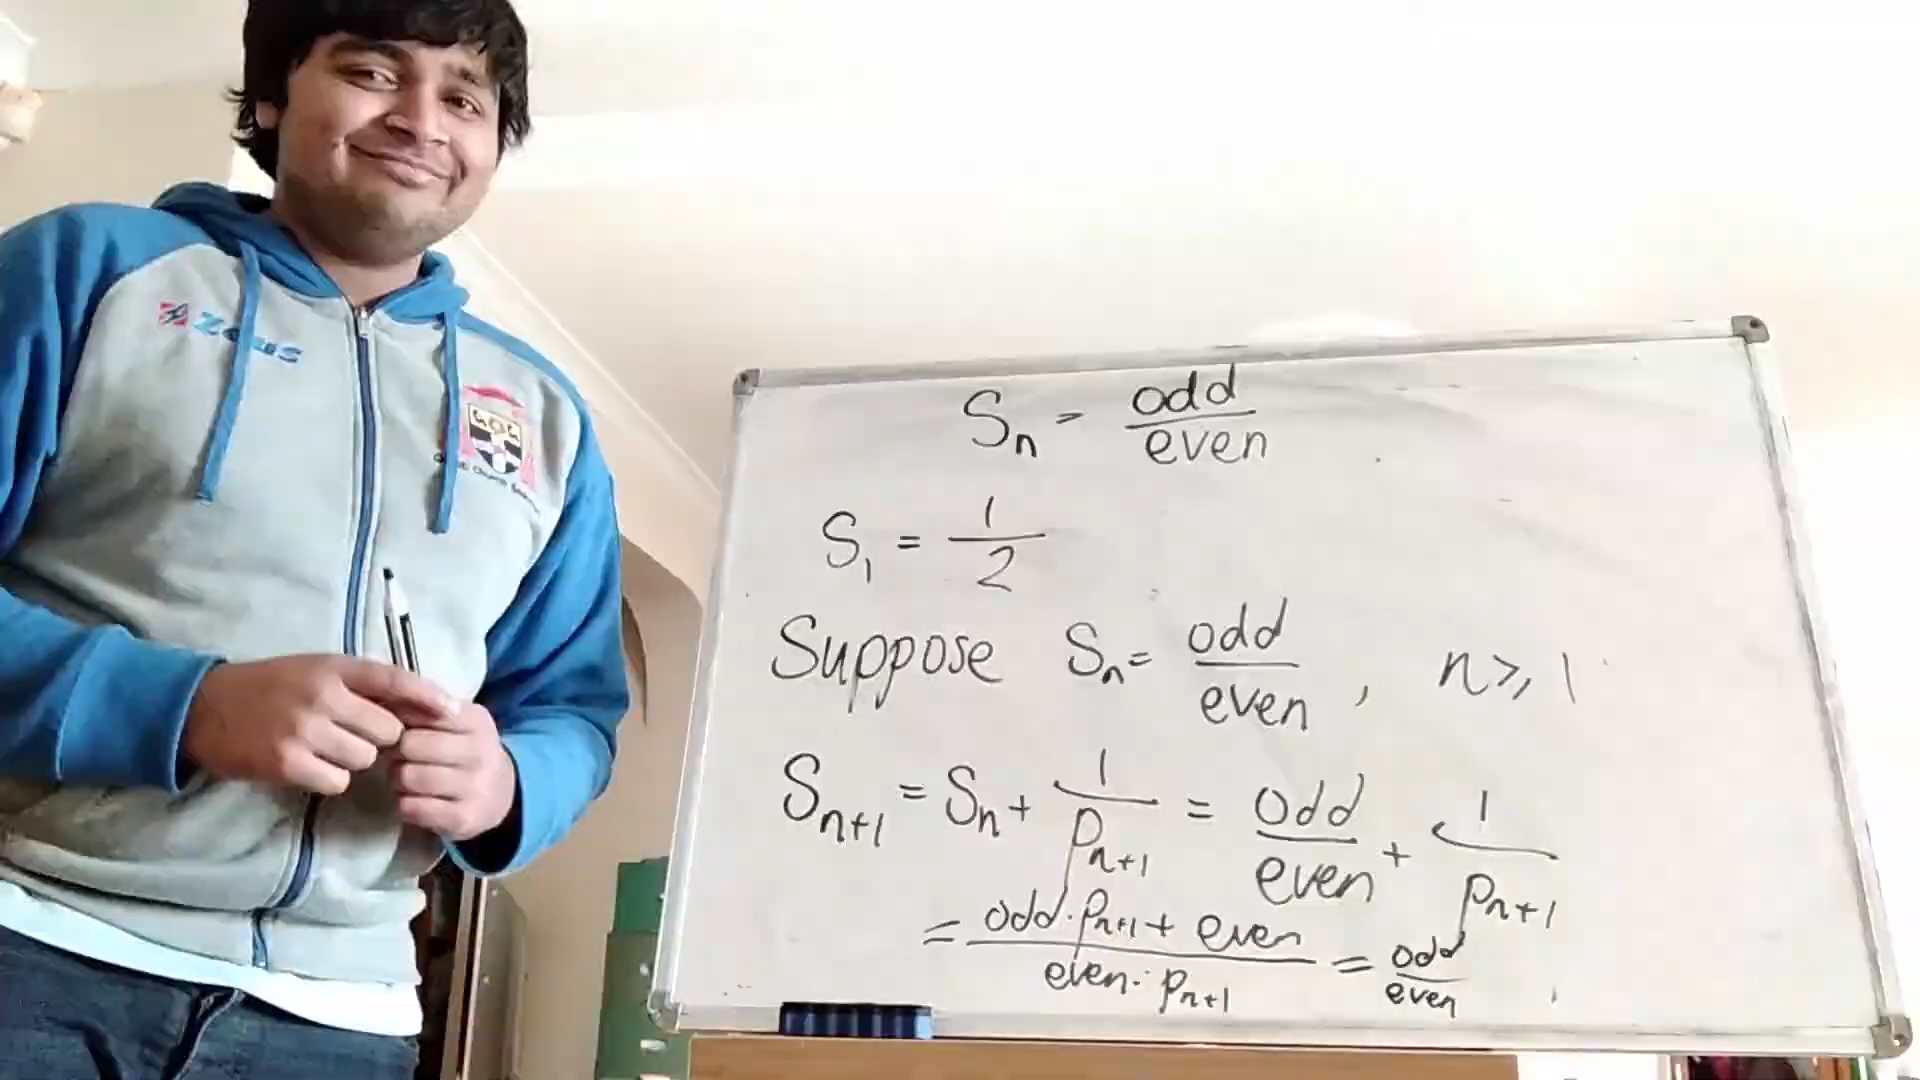 Zeus
Sₙ = odd/even
S₁ = 1/2
Suppose Sₙ = odd/even, n ⩾ 1
Sₙ₊₁ = Sₙ + 1/pₙ₊₁ = odd/even + 1/pₙ₊₁
= (odd·pₙ₊₁ + even)/(even·pₙ₊₁) = odd/even